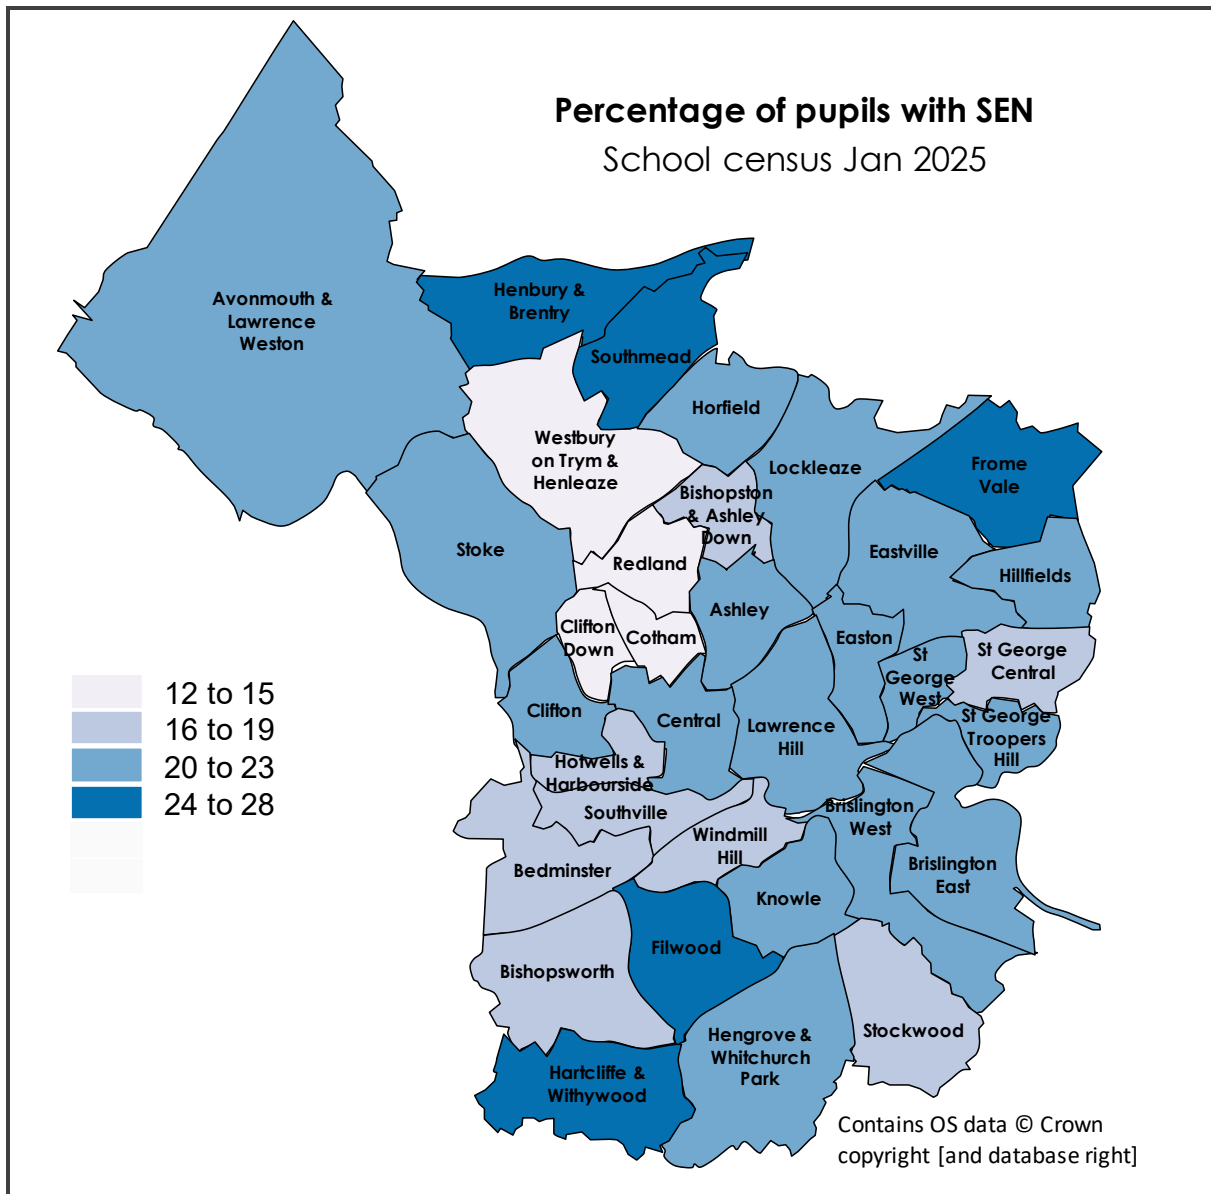 Percentage of pupils with SEN
School census Jan 2025
Avonmouth &
Lawrence
Weston
Henbury &
Brentry
Southmead
Horfield
Westbury
on Trym &
Henleaze
Lockleaze
Frome
Vale
Bishopston
& Ashley
Down
Stoke
Redland
Eastville
Hillfields
Ashley
Clifton
Down
Cotham
Easton
St
George
West
St George
Central
Clifton
Central
Lawrence
Hill
St George
Troopers
Hill
Hotwells &
Harbourside
Southville
Windmill
Hill
Brislington
West
Bedminster
Brislington
East
Knowle
Filwood
Bishopsworth
Hengrove &
Whitchurch
Park
Stockwood
Hartcliffe &
Withywood
12 to 15
16 to 19
20 to 23
24 to 28
Contains OS data © Crown
copyright [and database right]